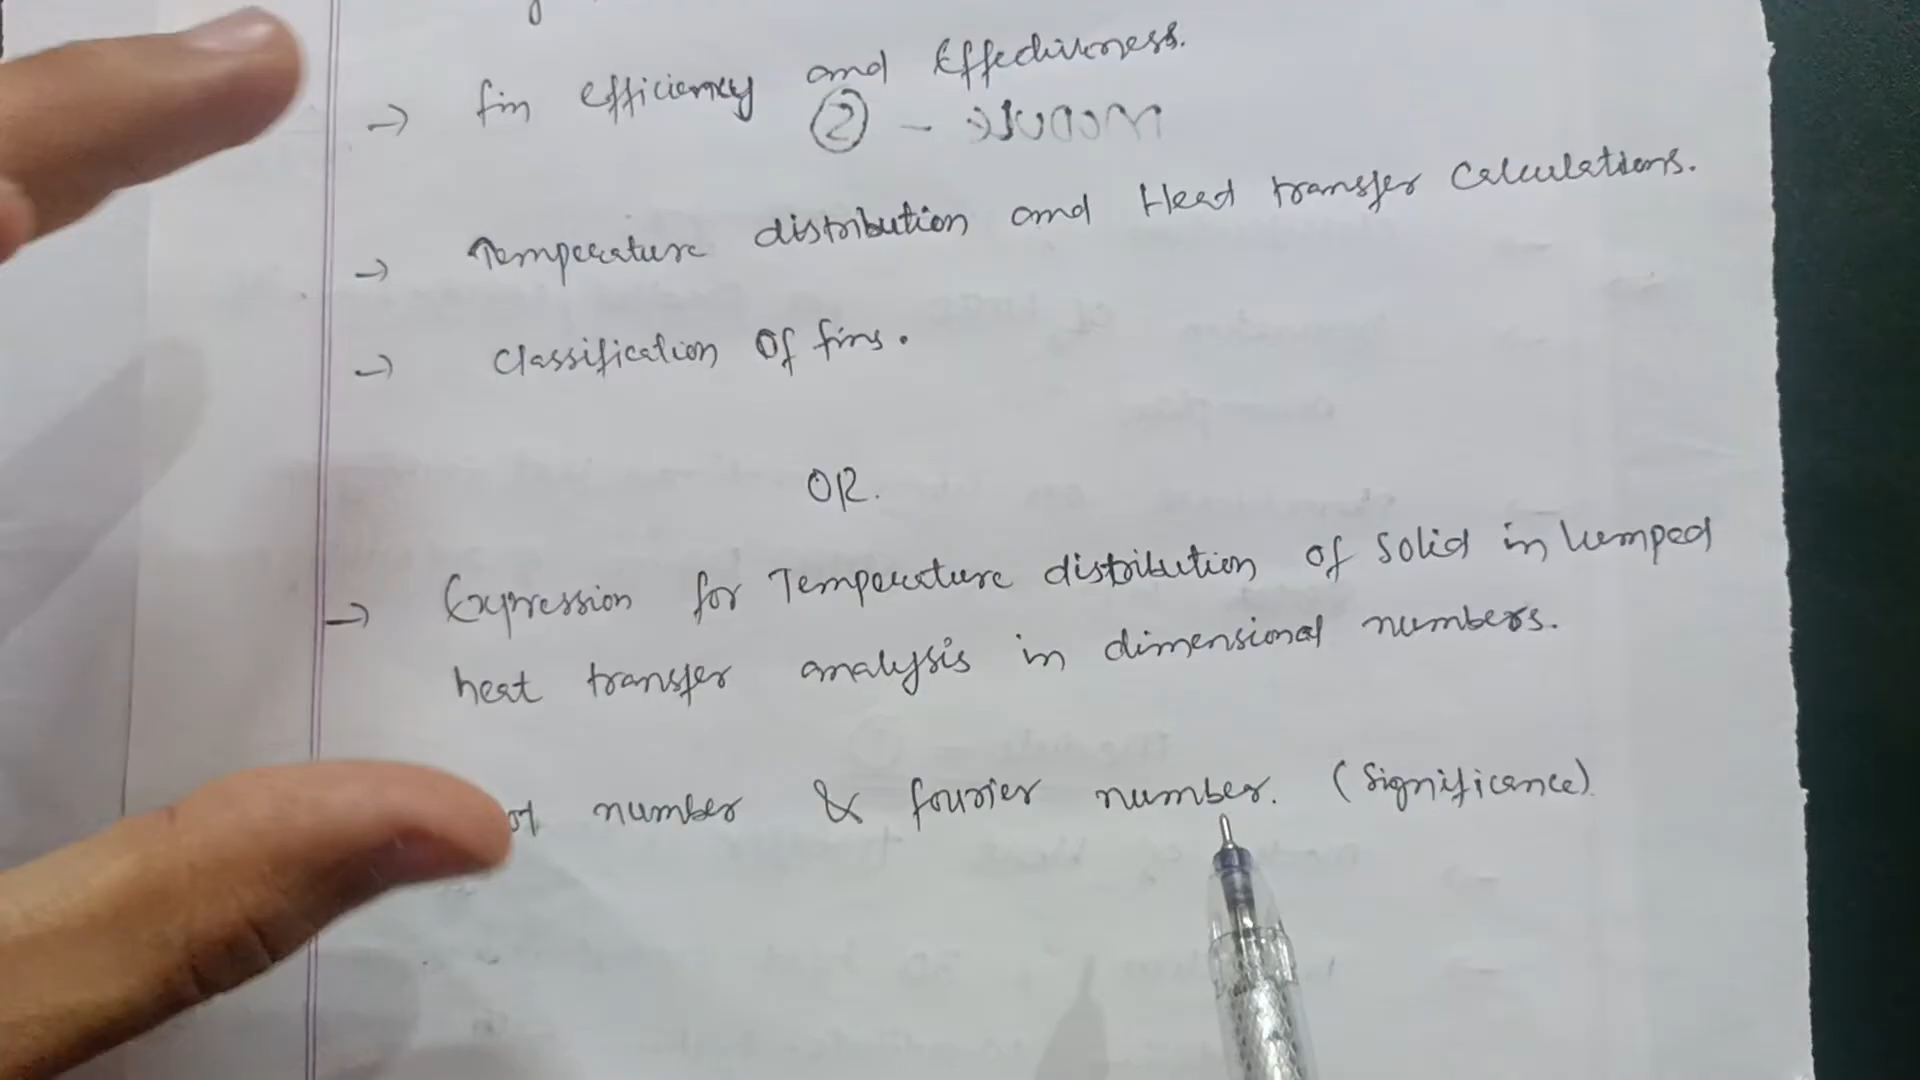 → fin efficiency and Effectiveness.
② -
→ Temperature distribution and Heat transfer Calculations.
→ Classification Of fins.
OR.
→ Expression for Temperature distribution of Solid in lumped
heat transfer analysis in dimensional numbers.
ot number & fourier number. (Significance)